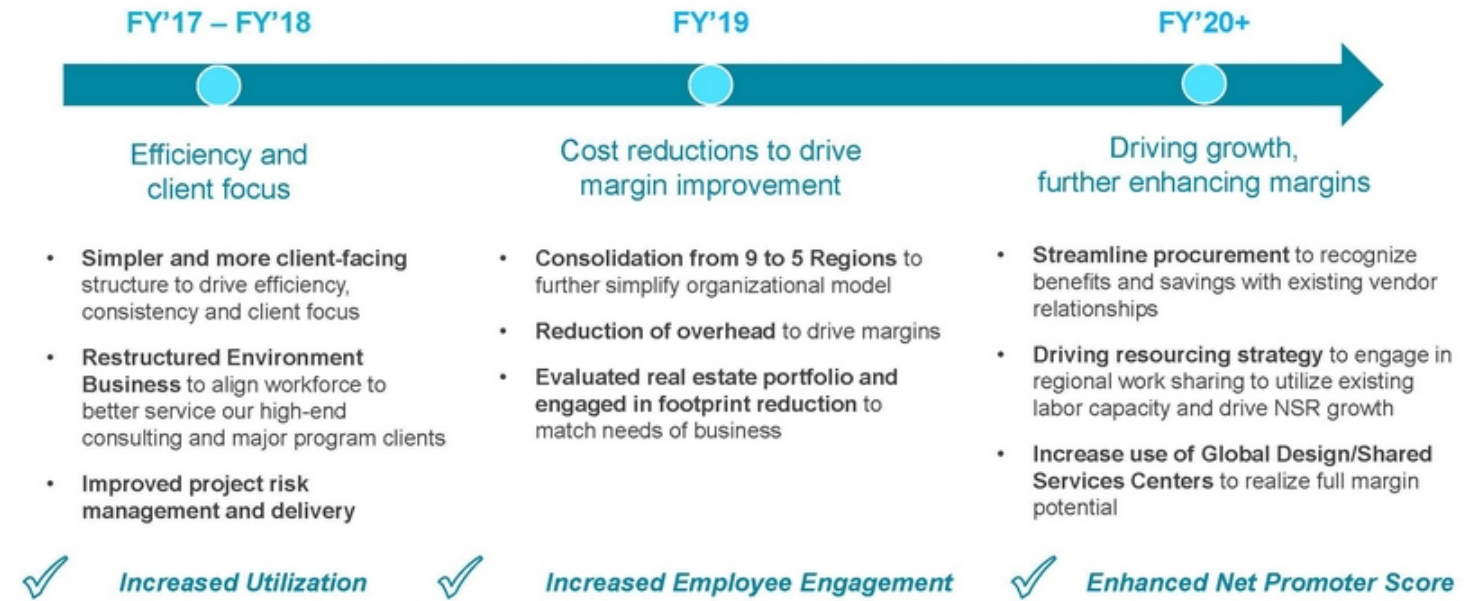 FY'17 – FY'18
Efficiency and
client focus
• Simpler and more client-facing
structure to drive efficiency,
consistency and client focus
• Restructured Environment
Business to align workforce to
better service our high-end
consulting and major program clients
• Improved project risk
management and delivery
Increased Utilization
FY'19
Cost reductions to drive
margin improvement
• Consolidation from 9 to 5 Regions to
further simplify organizational model
• Reduction of overhead to drive margins
• Evaluated real estate portfolio and
engaged in footprint reduction to
match needs of business
Increased Employee Engagement
FY'20+
Driving growth,
further enhancing margins
• Streamline procurement to recognize
benefits and savings with existing vendor
relationships
• Driving resourcing strategy to engage in
regional work sharing to utilize existing
labor capacity and drive NSR growth
• Increase use of Global Design/Shared
Services Centers to realize full margin
potential
Enhanced Net Promoter Score